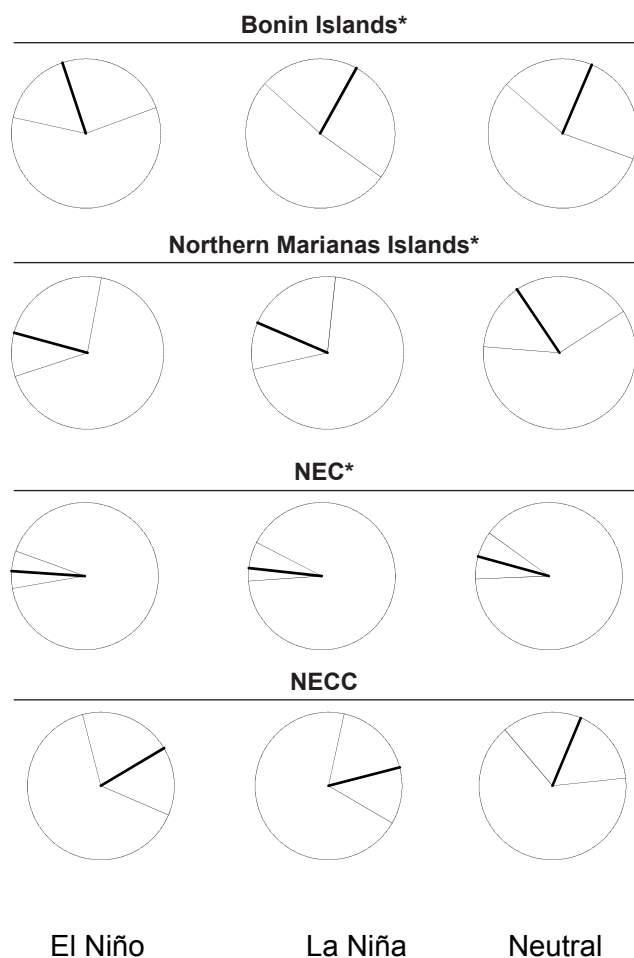 Bonin Islands*
Northern Marianas Islands*
NEC*
NECC
El Niño La Niña Neutral